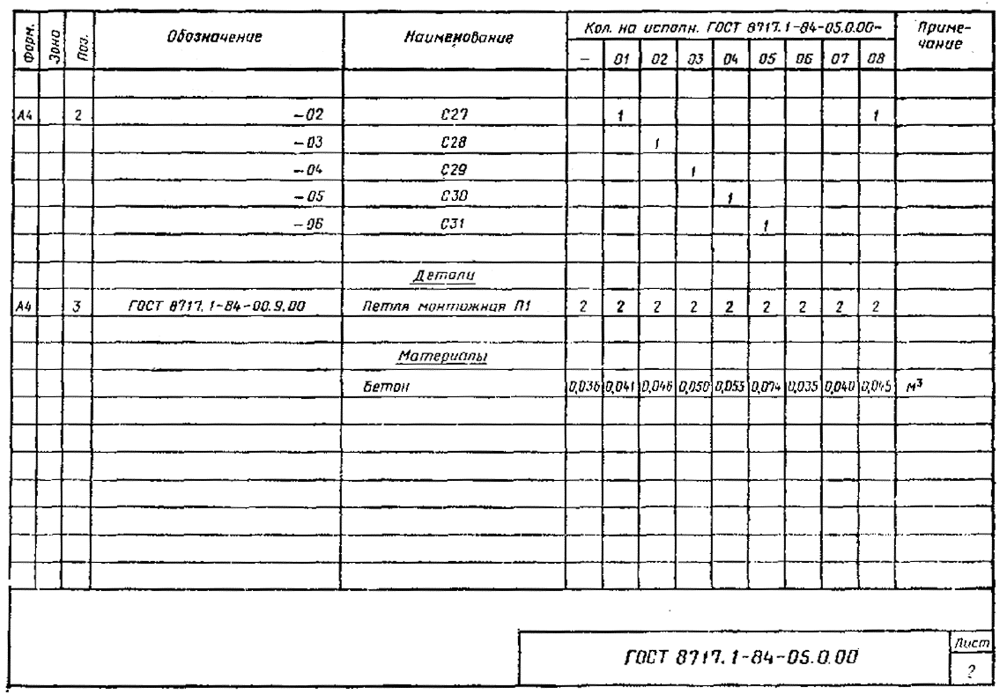 Форм. Зона Поз. Обозначение Наименование Кол. на исполн. ГОСТ 8717.1-84-05.0.00- Приме-
чание
– 01 02 03 04 05 06 07 08
А4 2 -02 С27 1 1
-03 С28 1
-04 С29 1
-05 С30 1
-06 С31 1
Детали
А4 3 ГОСТ 8717.1-84-00.9.00 Петля монтажная П1 2 2 2 2 2 2 2 2 2
Материалы
Бетон 0,036 0,041 0,046 0,050 0,053 0,074 0,035 0,040 0,045 м³
ГОСТ 8717.1-84-05.0.00 Лист
2